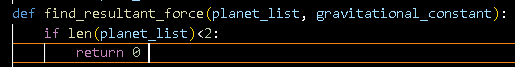 def find_resultant_force(planet_list, gravitational_constant):
    if len(planet_list)<2:
        return 0